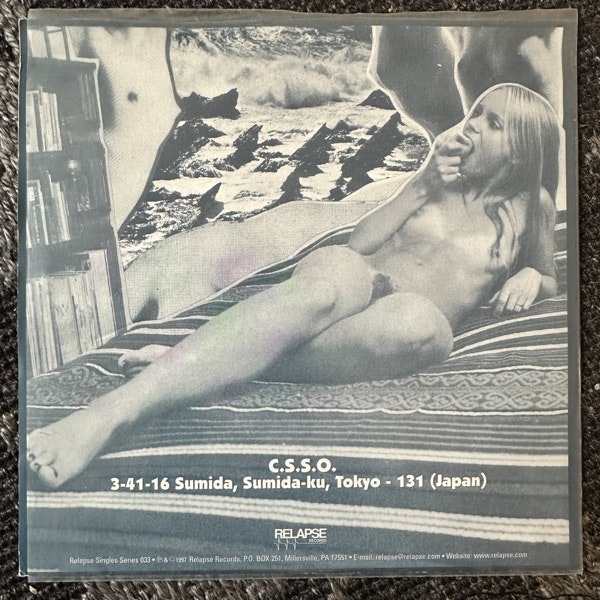 C.S.S.O.
3-41-16 Sumida, Sumida-ku, Tokyo - 131 (Japan)
RELAPSE
RECORDS
Relapse Singles Series 033 • ℗ & © 1997 Relapse Records, P.O. BOX 251, Millersville, PA 17551 • E-mail: relapse@relapse.com • Website: www.relapse.com